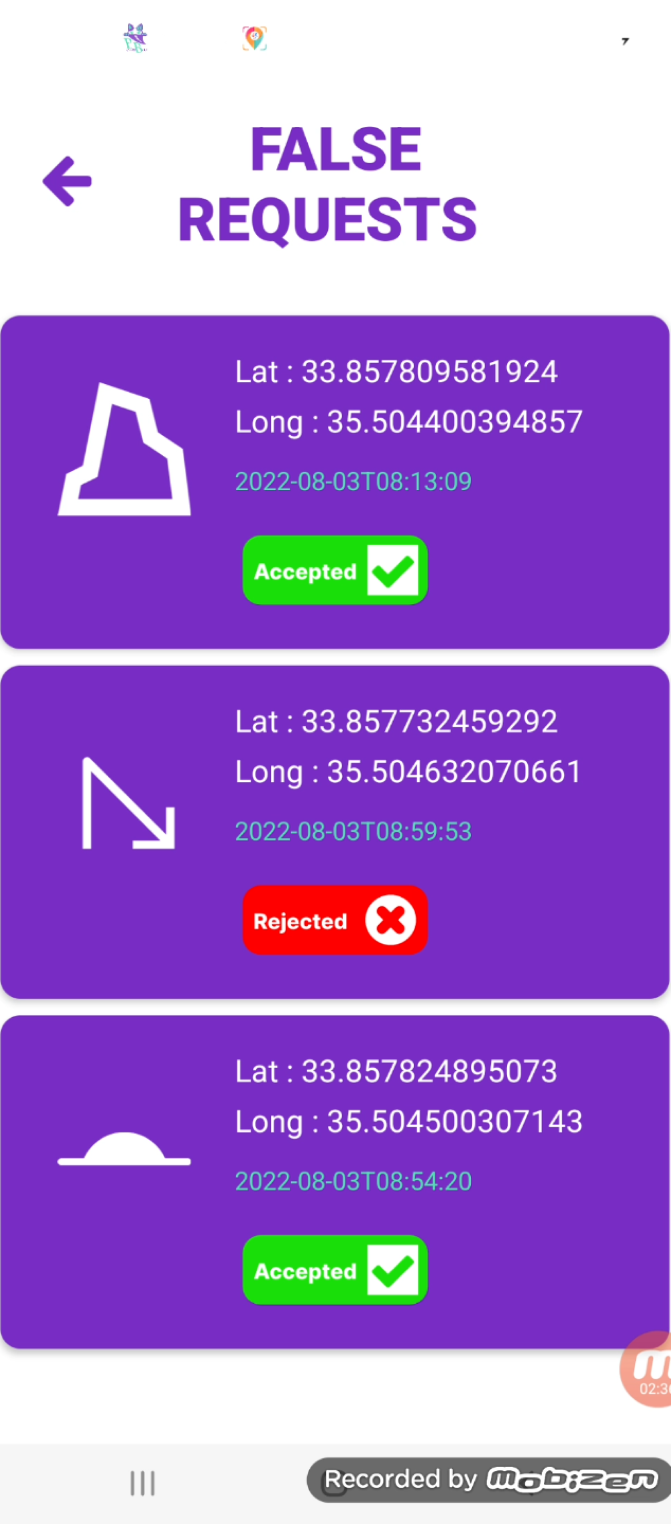 FALSE
REQUESTS
Lat : 33.857809581924
Long : 35.504400394857
2022-08-03T08:13:09
Accepted
Lat : 33.857732459292
Long : 35.504632070661
2022-08-03T08:59:53
Rejected
Lat : 33.857824895073
Long : 35.504500307143
2022-08-03T08:54:20
Accepted
Recorded by mobizen